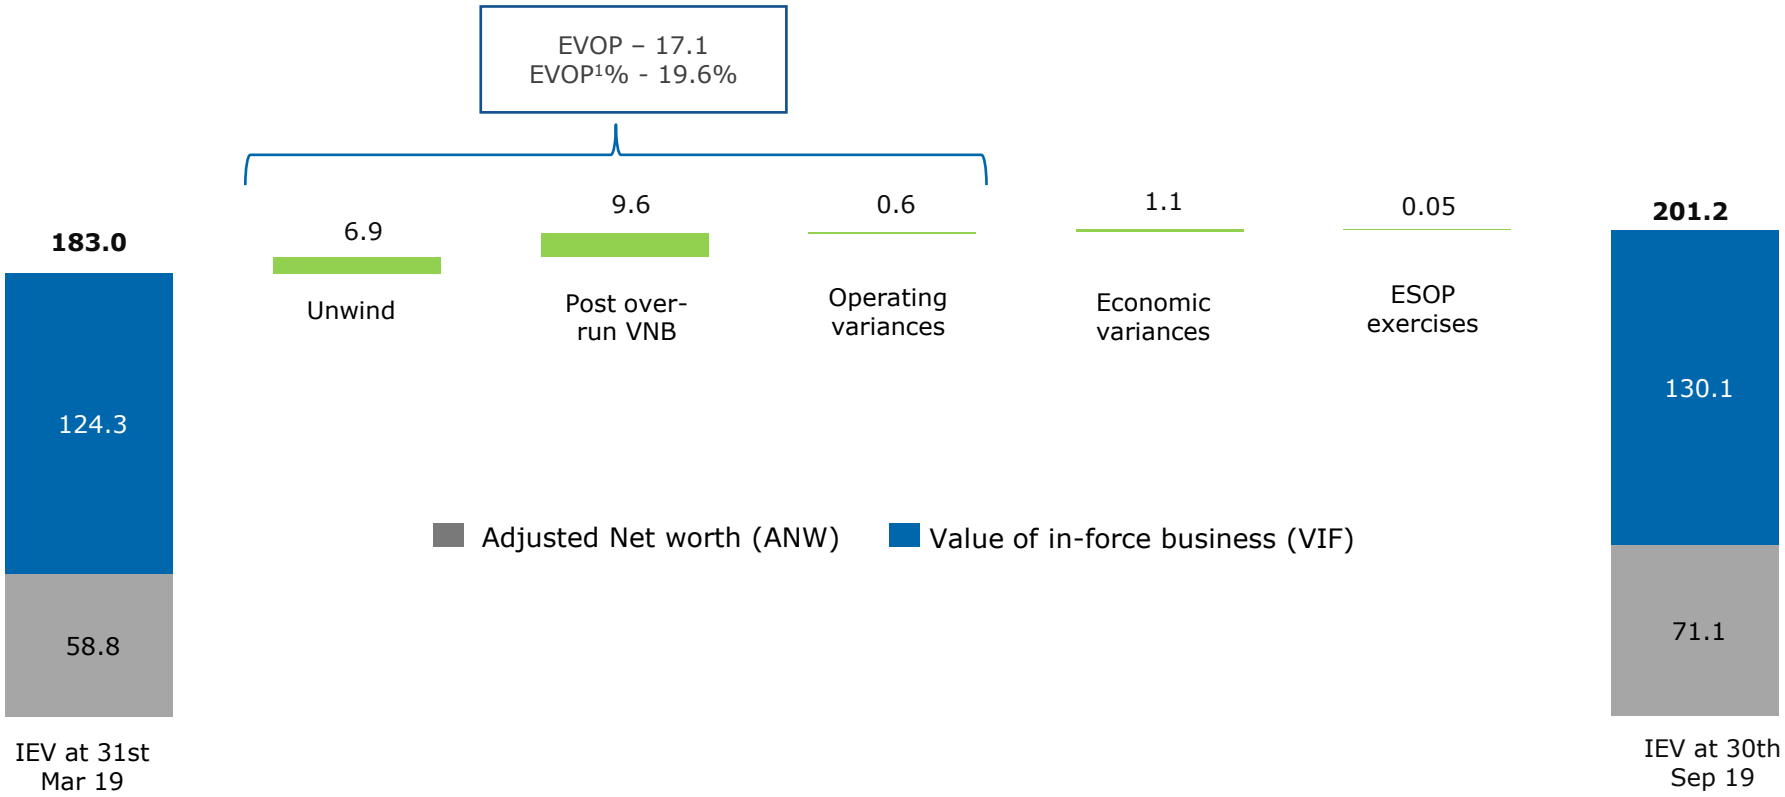 EVOP – 17.1
EVOP¹% - 19.6%
183.0
6.9
9.6
0.6
1.1
0.05
201.2
Unwind
Post over-
run VNB
Operating
variances
Economic
variances
ESOP
exercises
124.3
130.1
Adjusted Net worth (ANW)
Value of in-force business (VIF)
58.8
71.1
IEV at 31st
Mar 19
IEV at 30th
Sep 19